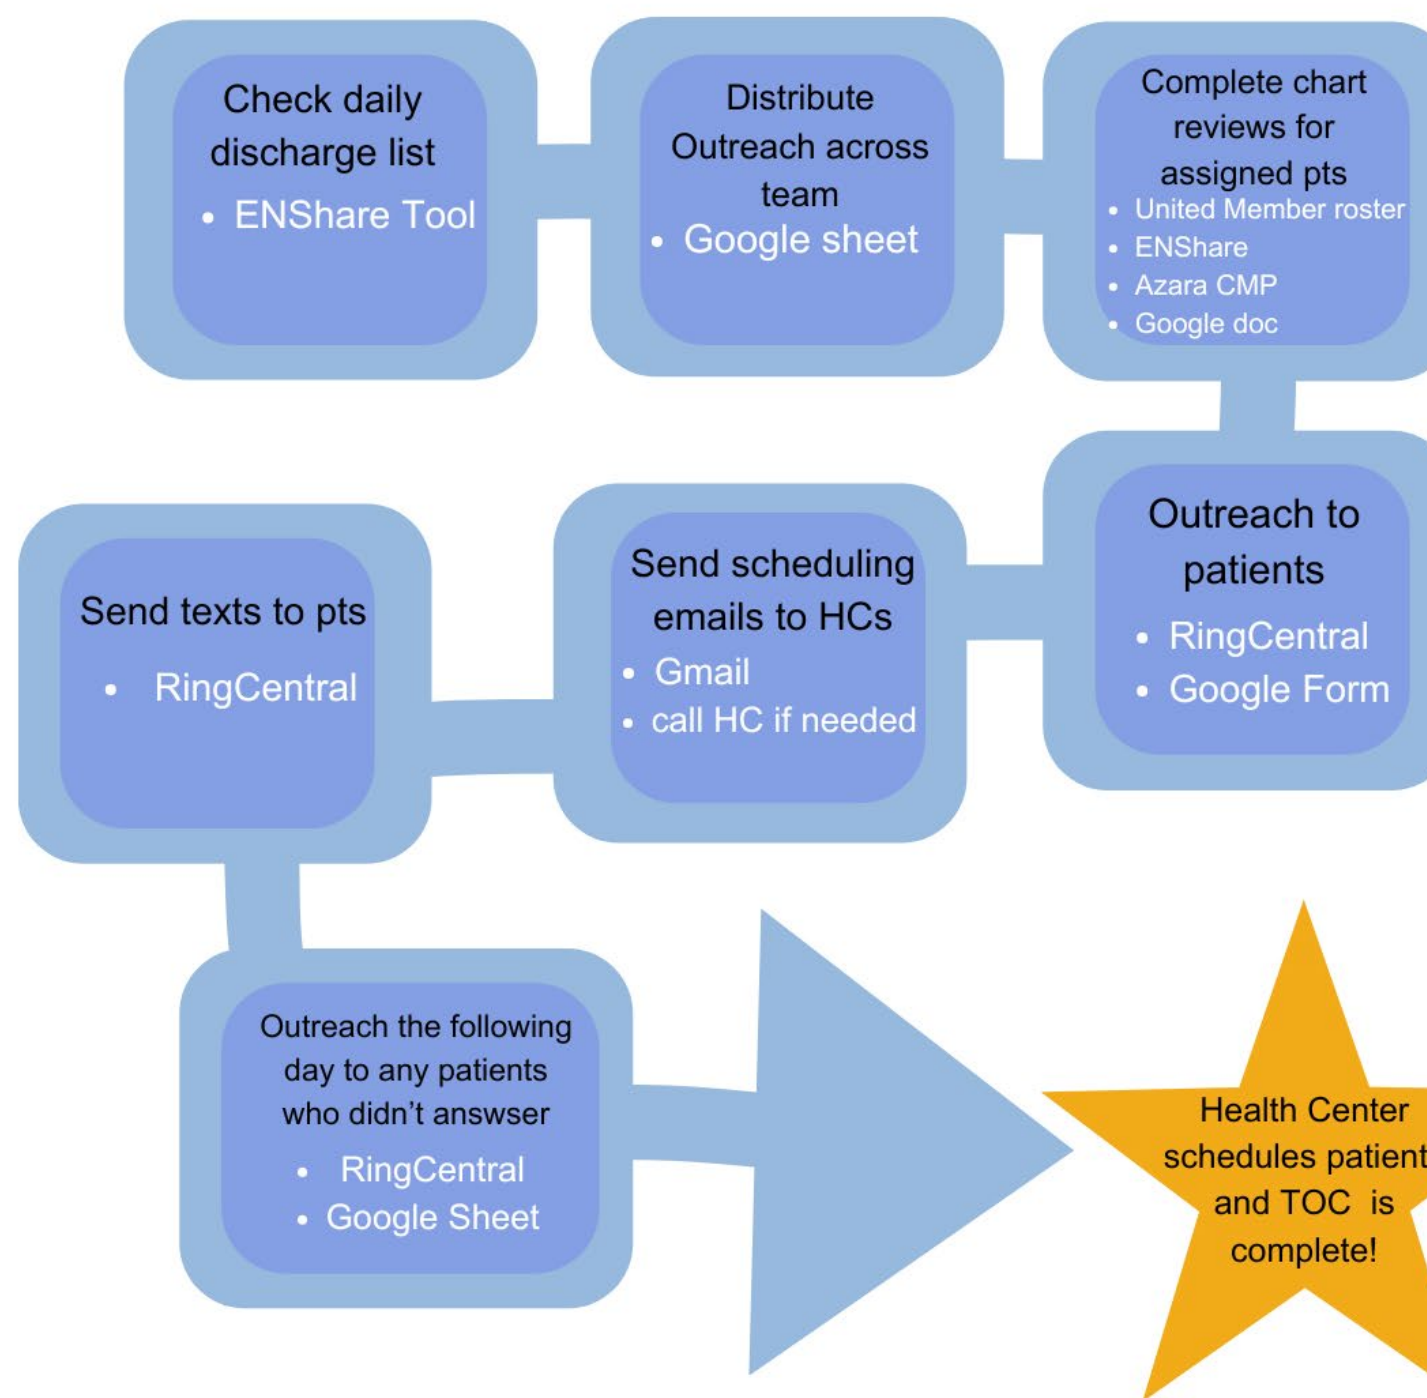 Check daily
discharge list
• ENShare Tool
Distribute
Outreach across
team
• Google sheet
Complete chart
reviews for
assigned pts
• United Member roster
• ENShare
• Azara CMP
• Google doc
Outreach to
patients
• RingCentral
• Google Form
Send scheduling
emails to HCs
• Gmail
• call HC if needed
Send texts to pts
• RingCentral
Outreach the following
day to any patients
who didn’t answser
• RingCentral
• Google Sheet
Health Center
schedules patient
and TOC is
complete!